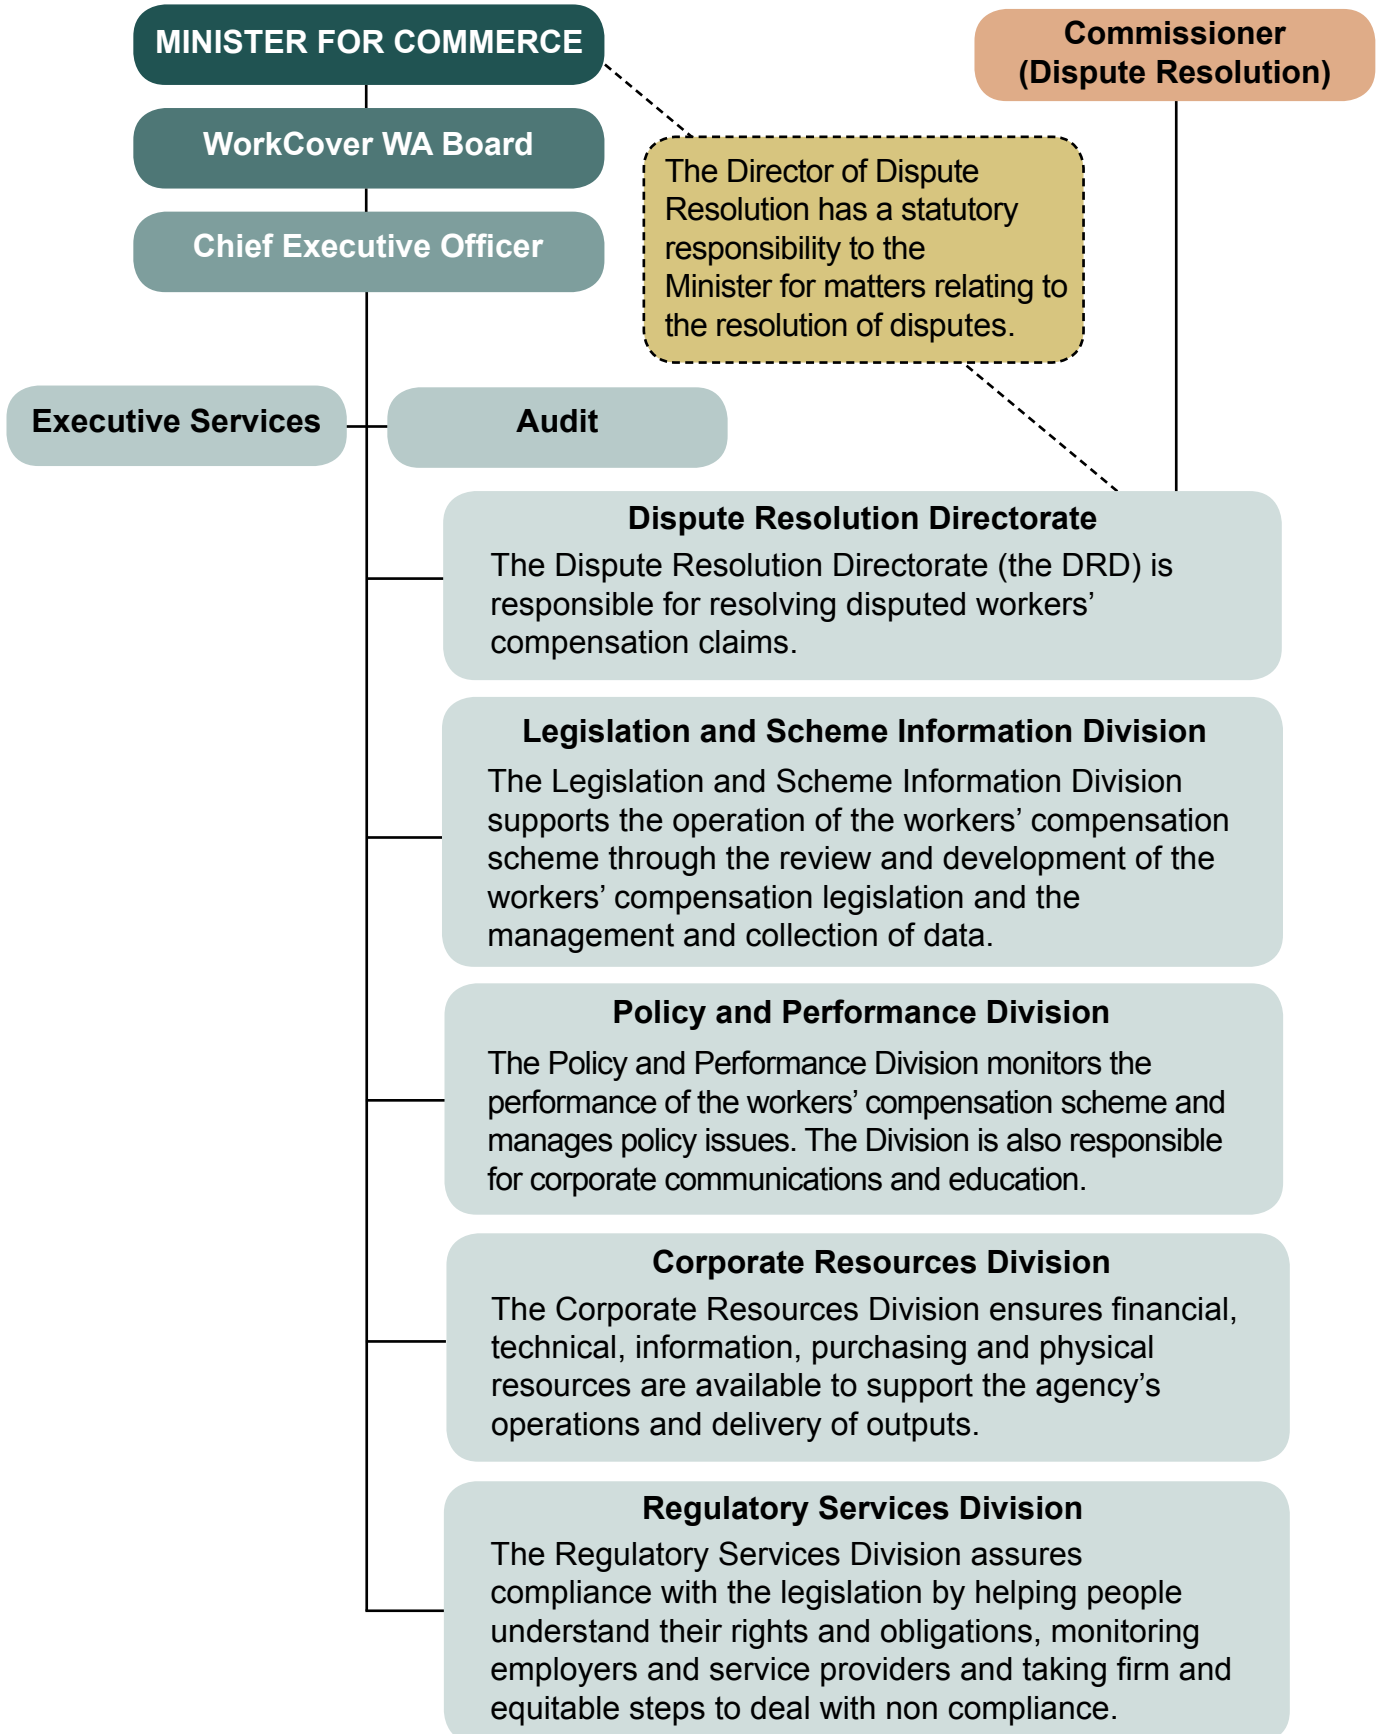 MINISTER FOR COMMERCE
Commissioner
(Dispute Resolution)
WorkCover WA Board
Chief Executive Officer
The Director of Dispute
Resolution has a statutory
responsibility to the
Minister for matters relating to
the resolution of disputes.
Executive Services
Audit
Dispute Resolution Directorate
The Dispute Resolution Directorate (the DRD) is
responsible for resolving disputed workers’
compensation claims.
Legislation and Scheme Information Division
The Legislation and Scheme Information Division
supports the operation of the workers’ compensation
scheme through the review and development of the
workers’ compensation legislation and the
management and collection of data.
Policy and Performance Division
The Policy and Performance Division monitors the
performance of the workers’ compensation scheme and
manages policy issues. The Division is also responsible
for corporate communications and education.
Corporate Resources Division
The Corporate Resources Division ensures financial,
technical, information, purchasing and physical
resources are available to support the agency’s
operations and delivery of outputs.
Regulatory Services Division
The Regulatory Services Division assures
compliance with the legislation by helping people
understand their rights and obligations, monitoring
employers and service providers and taking firm and
equitable steps to deal with non compliance.